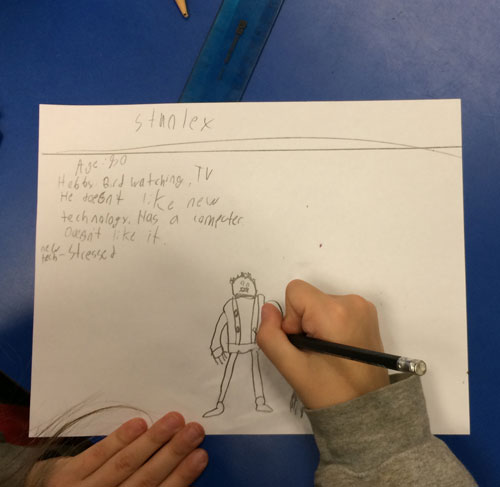 stanlex
Age: 90
Hobbs Bird watching, TV
He doesn't like new
technology. Has a computer.
Doesn't like it.
new
tech - Stressed